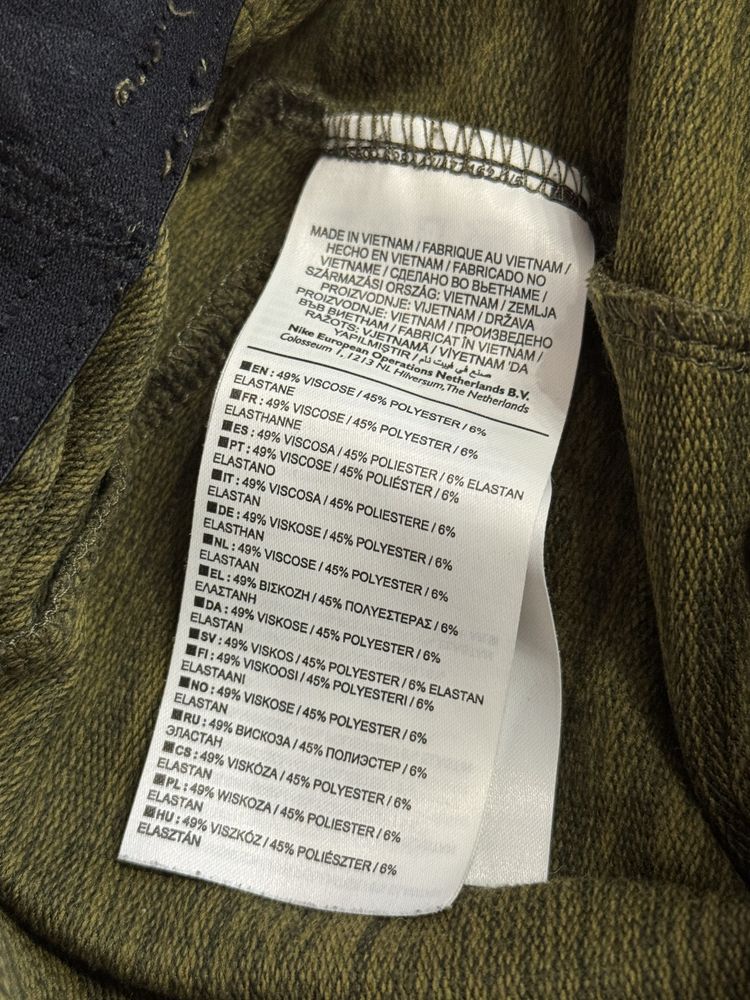 MADE IN VIETNAM / FABRIQUE AU VIETNAM /
HECHO EN VIETNAM / FABRICADO NO
VIETNAME / СДЕЛАНО ВО ВЬЕТНАМЕ /
SZÁRMAZÁSI ORSZÁG: VIETNAM / ZEMLJA
PROIZVODNJE: VIJETNAM / DRŽAVA
PROIZVODNJE: VIETNAM / ПРОИЗВЕДЕНО
ВЪВ ВИЕТНАМ / FABRICAT ÎN VIETNAM /
RAŽOTS: VJETNAMĀ / VİYETNAM 'DA
YAPILMIŞTIR / صنع في فييت نام
Nike European Operations Netherlands B.V.
Colosseum 1, 1213 NL Hilversum, The Netherlands
EN: 49% VISCOSE / 45% POLYESTER / 6%
ELASTANE
FR: 49% VISCOSE / 45% POLYESTER / 6%
ELASTHANNE
ES: 49% VISCOSA / 45% POLIESTER / 6% ELASTAN
PT: 49% VISCOSE / 45% POLIÉSTER / 6%
ELASTANO
IT: 49% VISCOSA / 45% POLIESTERE / 6%
ELASTAN
DE: 49% VISKOSE / 45% POLYESTER / 6%
ELASTHAN
NL: 49% VISCOSE / 45% POLYESTER / 6%
ELASTAAN
EL: 49% ΒΙΣΚΟΖΗ / 45% ΠΟΛΥΕΣΤΕΡΑΣ / 6%
ΕΛΑΣΤΑΝΗ
DA: 49% VISKOSE / 45% POLYESTER / 6%
ELASTAN
SV: 49% VISKOS / 45% POLYESTER / 6% ELASTAN
FI: 49% VISKOOSI / 45% POLYESTERI / 6%
ELASTAANI
NO: 49% VISKOSE / 45% POLYESTER / 6%
ELASTAN
RU: 49% ВИСКОЗА / 45% ПОЛИЭСТЕР / 6%
ЭЛАСТАН
CS: 49% VISKÓZA / 45% POLYESTER / 6%
ELASTAN
PL: 49% WISKOZA / 45% POLIESTER / 6%
ELASTAN
HU: 49% VISZKÓZ / 45% POLIÉSZTER / 6%
ELASZTÁN